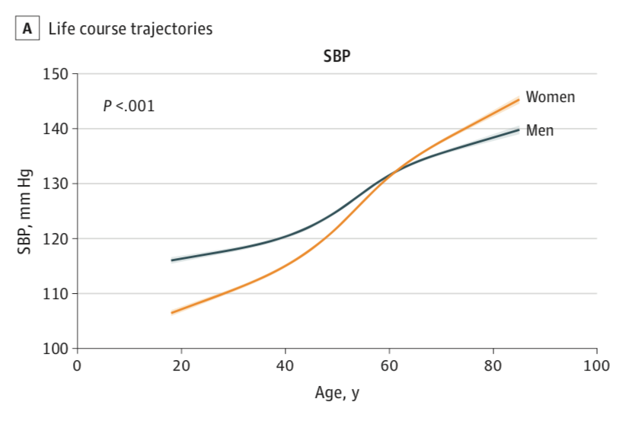 A Life course trajectories
SBP
150
140
130
120
110
100
SBP, mm Hg
P <.001
Women
Men
0 20 40 60 80 100
Age, y